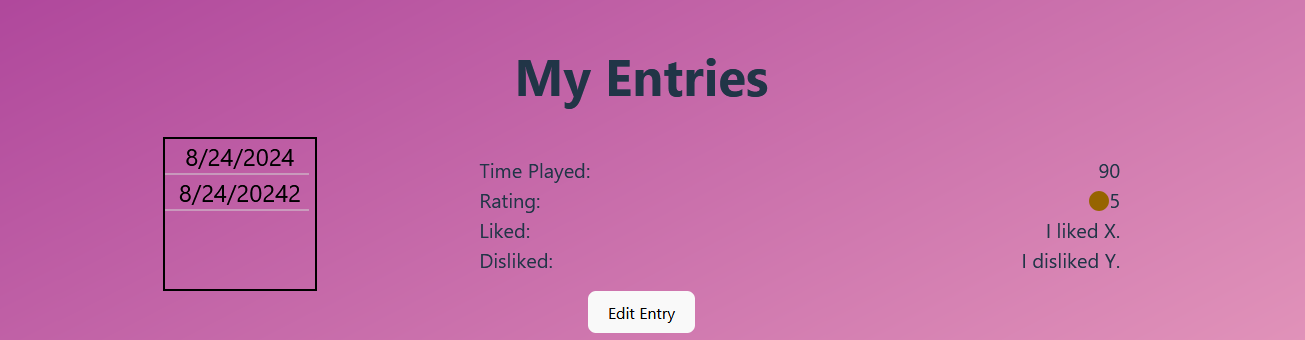 My Entries
8/24/2024
8/24/20242
Time Played: 90
Rating: 5
Liked: I liked X.
Disliked: I disliked Y.
Edit Entry